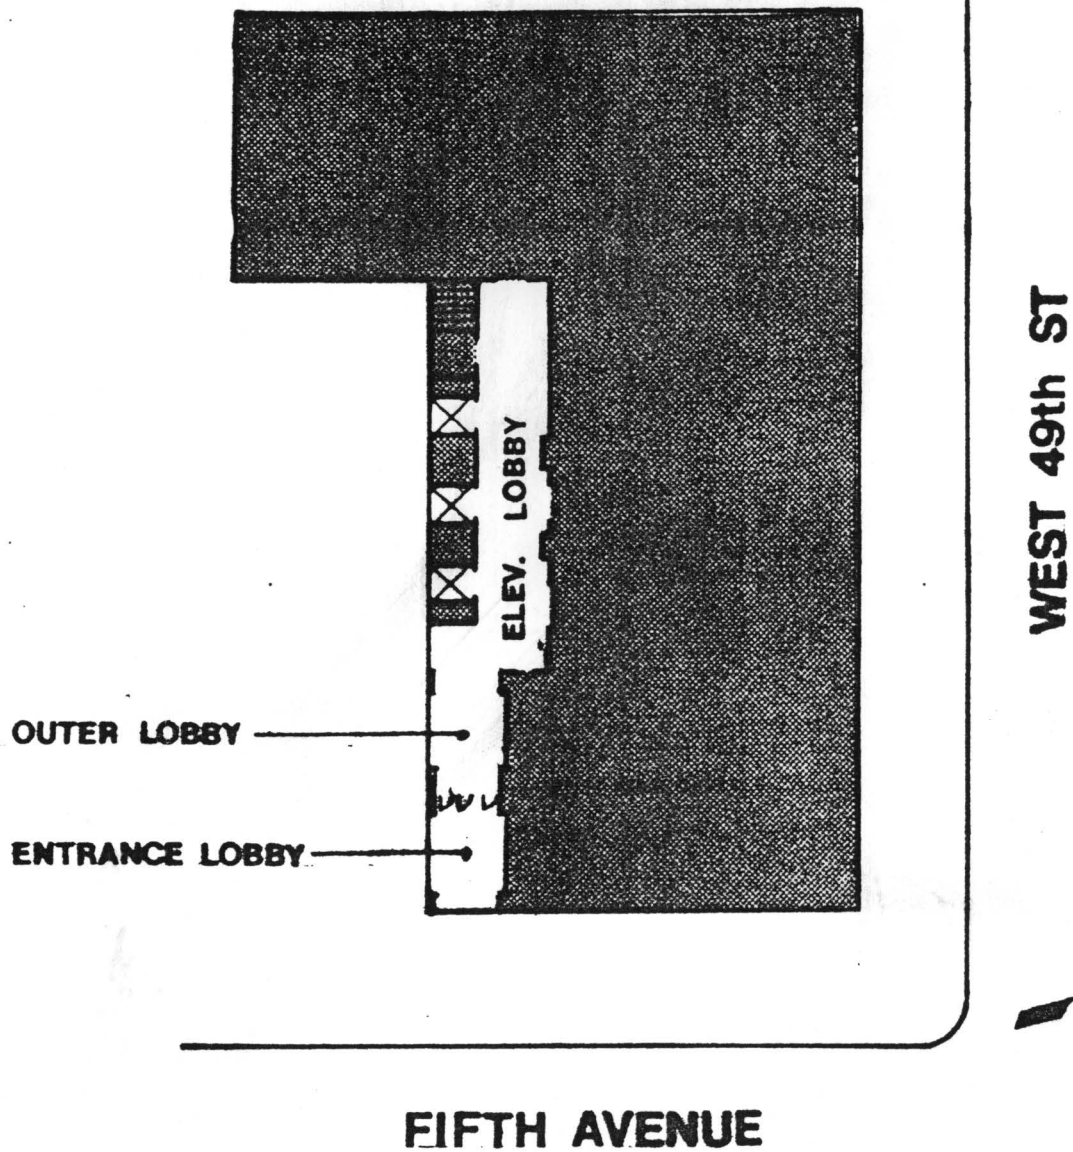 WEST 49th ST
ELEV. LOBBY
OUTER LOBBY
ENTRANCE LOBBY
FIFTH AVENUE